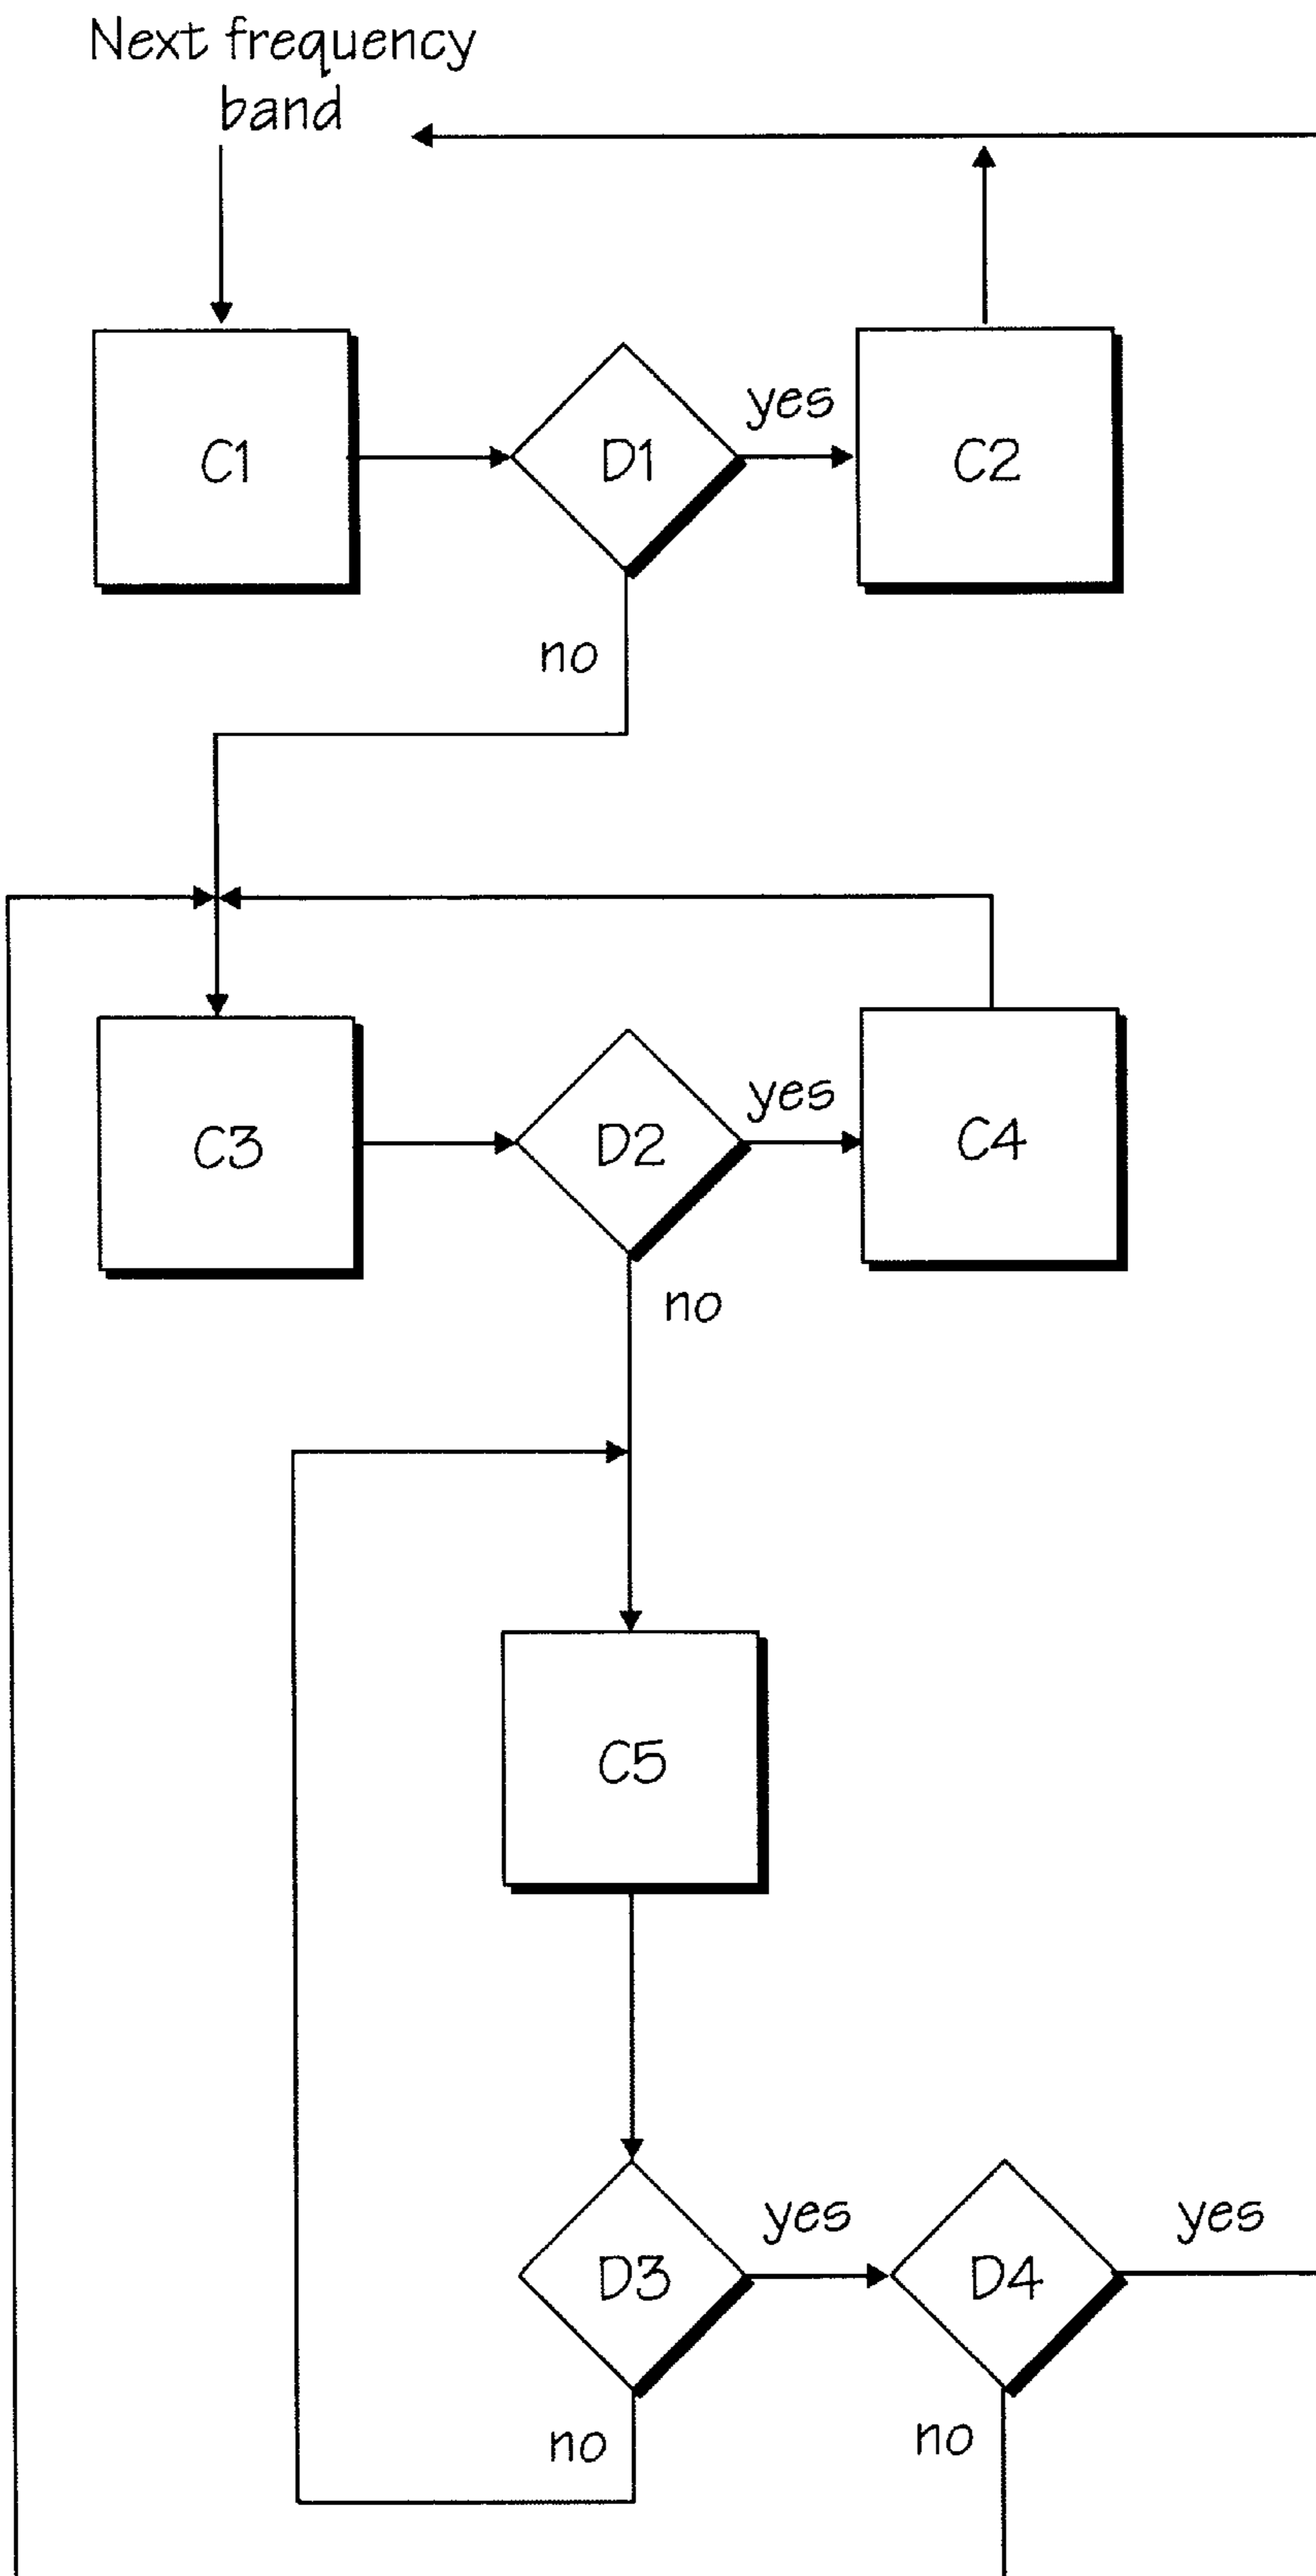 Next frequency
band
C1
D1
yes
C2
no
C3
D2
yes
C4
no
C5
D3
yes
D4
yes
no
no